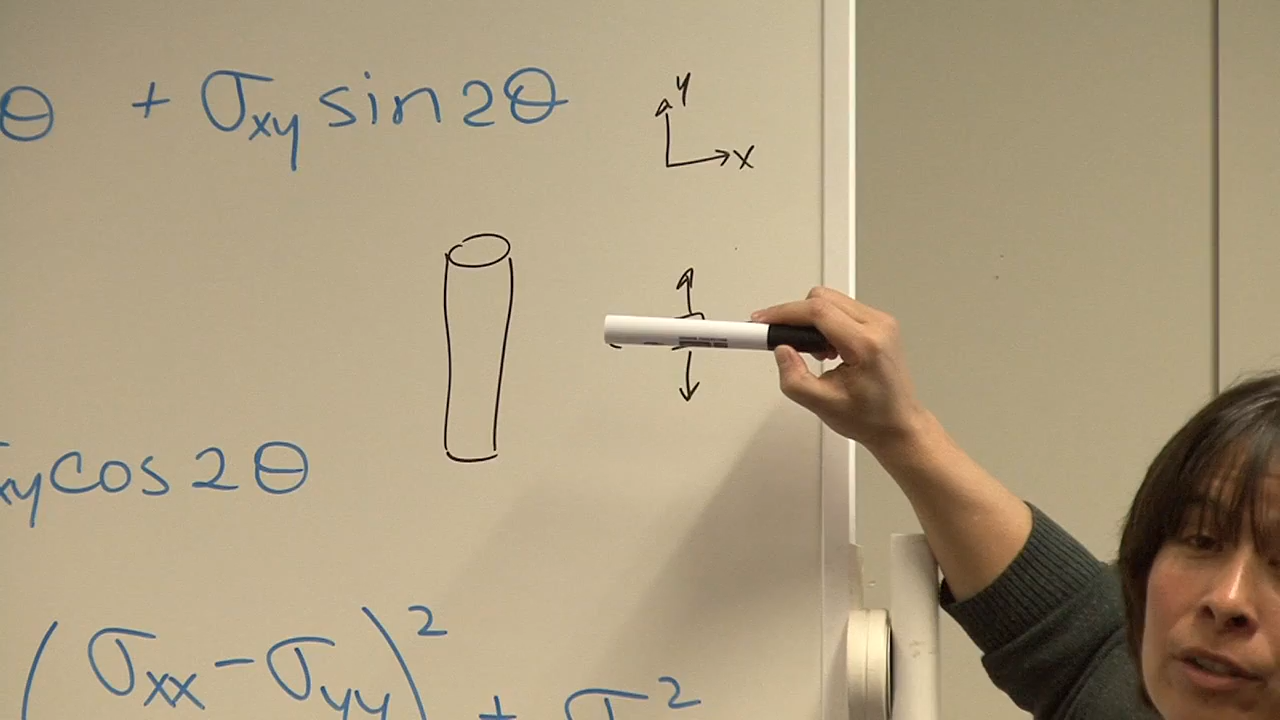 θ + σxy sin 2θ
y
x
xy cos 2θ
(σxx - σyy)² + σ²